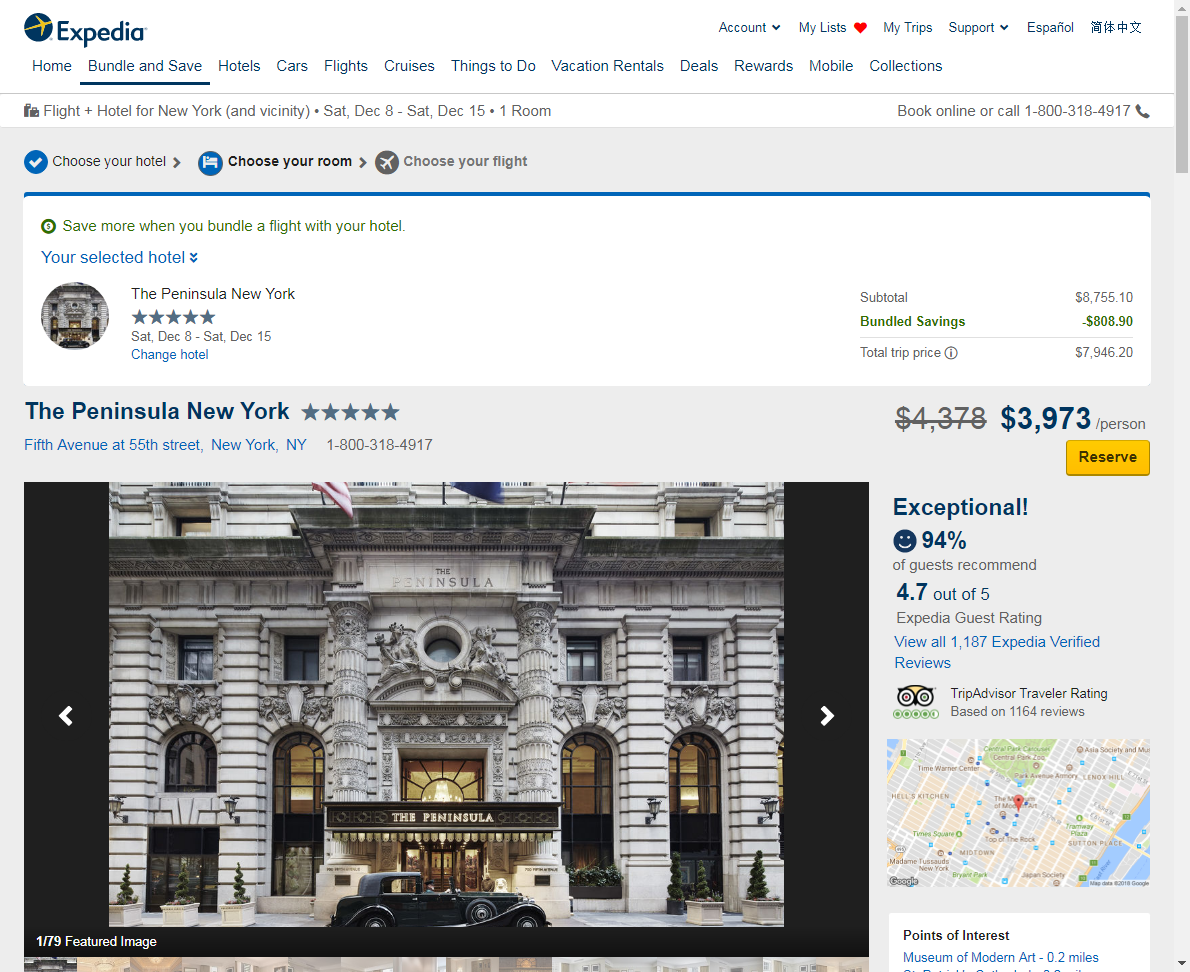 Expedia
Account My Lists My Trips Support Español 简体中文
Home Bundle and Save Hotels Cars Flights Cruises Things to Do Vacation Rentals Deals Rewards Mobile Collections
Flight + Hotel for New York (and vicinity) • Sat, Dec 8 - Sat, Dec 15 • 1 Room Book online or call 1-800-318-4917
Choose your hotel Choose your room Choose your flight
Save more when you bundle a flight with your hotel.
Your selected hotel
The Peninsula New York
Sat, Dec 8 - Sat, Dec 15
Change hotel
Subtotal $8,755.10
Bundled Savings -$808.90
Total trip price $7,946.20
The Peninsula New York
Fifth Avenue at 55th street, New York, NY 1-800-318-4917
$4,378 $3,973 /person
Reserve
THE
PENINSULA
THE PENINSULA
1/79 Featured Image
Exceptional!
94%
of guests recommend
4.7 out of 5
Expedia Guest Rating
View all 1,187 Expedia Verified
Reviews
TripAdvisor Traveler Rating
Based on 1164 reviews
Central Park Carousel
Central Park Zoo
Asia Society and Mus
Time Warner Center
Park Avenue Armory
LENOX HILL
HELL'S KITCHEN
The Museum
of Modern Art
Times Square
Top of The Rock
Tramway
Plaza
SUTTON PLACE
MIDTOWN
Madame Tussauds
New York
Bryant Park
Japan Society
Google
Map data ©2018 Google
Points of Interest
Museum of Modern Art - 0.2 miles